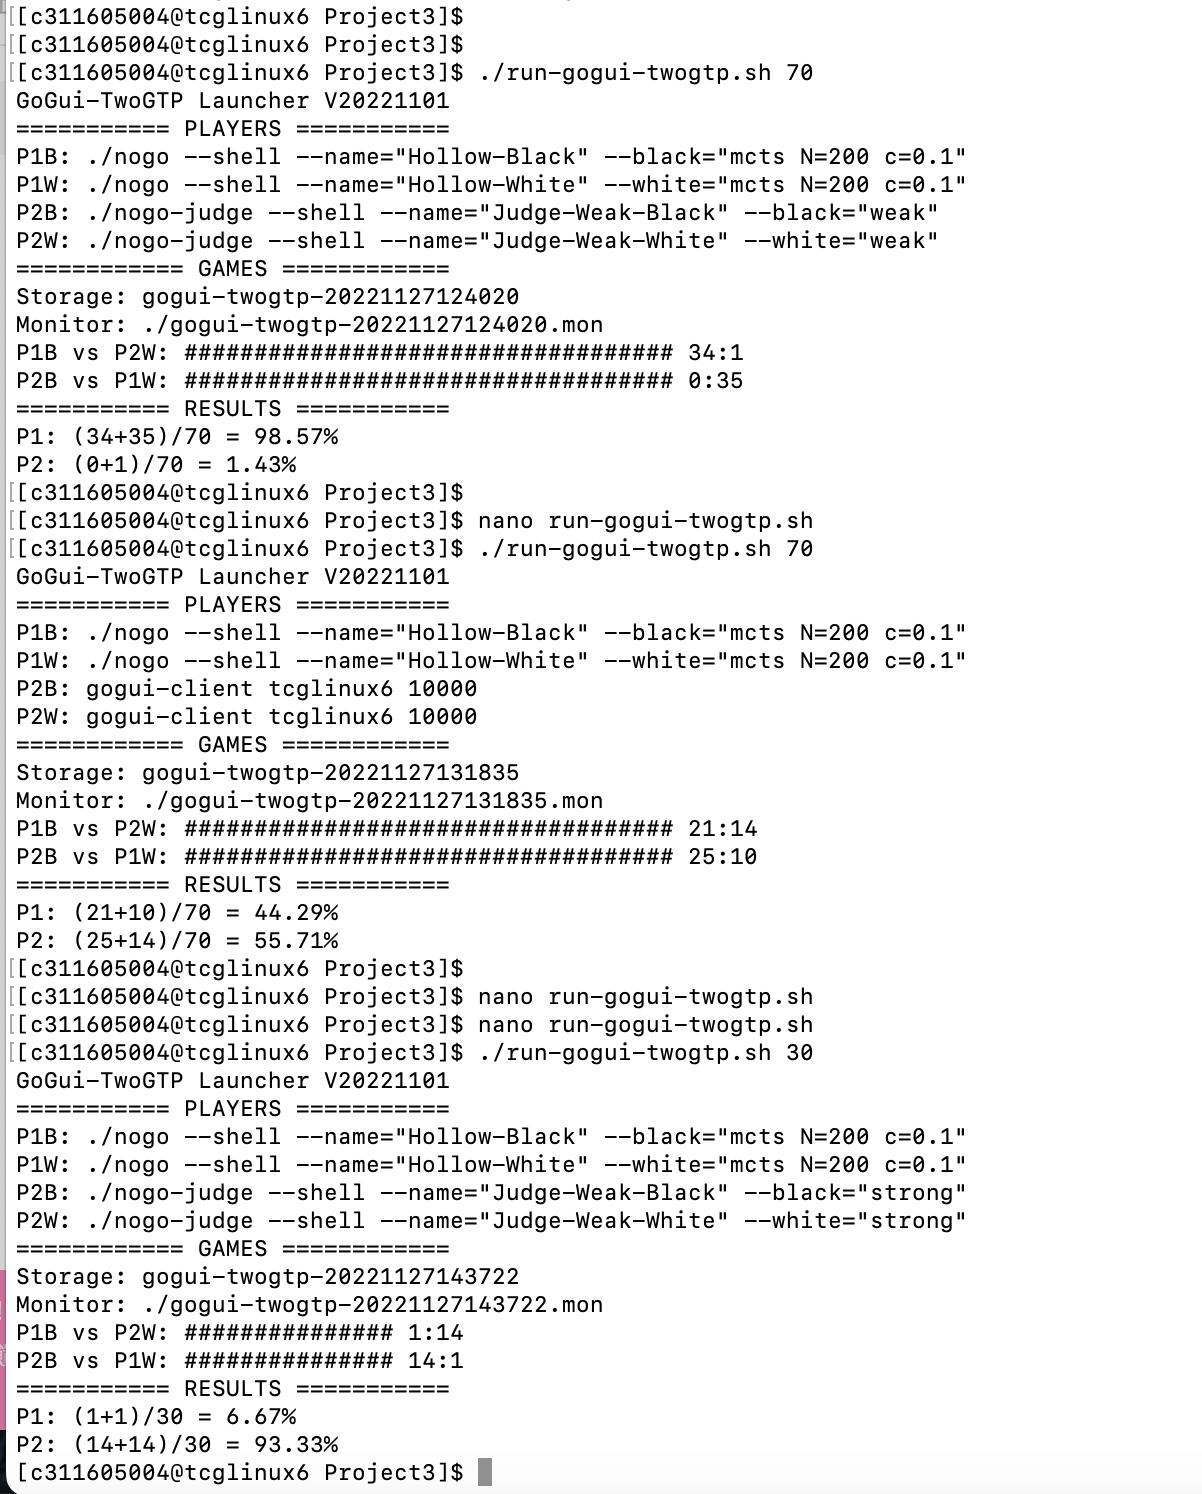 [[c311605004@tcglinux6 Project3]$
[[c311605004@tcglinux6 Project3]$
[[c311605004@tcglinux6 Project3]$ ./run-gogui-twogtp.sh 70
GoGui-TwoGTP Launcher V20221101
=========== PLAYERS ===========
P1B: ./nogo --shell --name="Hollow-Black" --black="mcts N=200 c=0.1"
P1W: ./nogo --shell --name="Hollow-White" --white="mcts N=200 c=0.1"
P2B: ./nogo-judge --shell --name="Judge-Weak-Black" --black="weak"
P2W: ./nogo-judge --shell --name="Judge-Weak-White" --white="weak"
============ GAMES ============
Storage: gogui-twogtp-20221127124020
Monitor: ./gogui-twogtp-20221127124020.mon
P1B vs P2W: ################################### 34:1
P2B vs P1W: ################################### 0:35
=========== RESULTS ===========
P1: (34+35)/70 = 98.57%
P2: (0+1)/70 = 1.43%
[[c311605004@tcglinux6 Project3]$
[[c311605004@tcglinux6 Project3]$ nano run-gogui-twogtp.sh
[[c311605004@tcglinux6 Project3]$ ./run-gogui-twogtp.sh 70
GoGui-TwoGTP Launcher V20221101
=========== PLAYERS ===========
P1B: ./nogo --shell --name="Hollow-Black" --black="mcts N=200 c=0.1"
P1W: ./nogo --shell --name="Hollow-White" --white="mcts N=200 c=0.1"
P2B: gogui-client tcglinux6 10000
P2W: gogui-client tcglinux6 10000
============ GAMES ============
Storage: gogui-twogtp-20221127131835
Monitor: ./gogui-twogtp-20221127131835.mon
P1B vs P2W: ################################### 21:14
P2B vs P1W: ################################### 25:10
=========== RESULTS ===========
P1: (21+10)/70 = 44.29%
P2: (25+14)/70 = 55.71%
[[c311605004@tcglinux6 Project3]$
[[c311605004@tcglinux6 Project3]$ nano run-gogui-twogtp.sh
[[c311605004@tcglinux6 Project3]$ nano run-gogui-twogtp.sh
[[c311605004@tcglinux6 Project3]$ ./run-gogui-twogtp.sh 30
GoGui-TwoGTP Launcher V20221101
=========== PLAYERS ===========
P1B: ./nogo --shell --name="Hollow-Black" --black="mcts N=200 c=0.1"
P1W: ./nogo --shell --name="Hollow-White" --white="mcts N=200 c=0.1"
P2B: ./nogo-judge --shell --name="Judge-Weak-Black" --black="strong"
P2W: ./nogo-judge --shell --name="Judge-Weak-White" --white="strong"
============ GAMES ============
Storage: gogui-twogtp-20221127143722
Monitor: ./gogui-twogtp-20221127143722.mon
P1B vs P2W: ############### 1:14
P2B vs P1W: ############### 14:1
=========== RESULTS ===========
P1: (1+1)/30 = 6.67%
P2: (14+14)/30 = 93.33%
[c311605004@tcglinux6 Project3]$